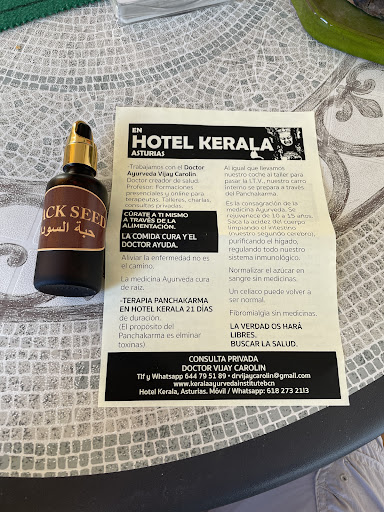 ACK SEED
حبة السود
EN
HOTEL KERALA
ASTURIAS
-Trabajamos con el Doctor
Ayurveda Vijay Carolin
Doctor creador de salud.
Profesor: formaciones
presenciales y online para
terapeutas. Talleres, charlas,
consultas privadas.
CÚRATE A TI MISMO
A TRAVÉS DE LA
ALIMENTACIÓN.
LA COMIDA CURA Y EL
DOCTOR AYUDA.
Aliviar la enfermedad no es
el camino.
La medicina Ayurveda cura
de raíz.
-TERAPIA PANCHAKARMA
EN HOTEL KERALA 21 DÍAS
de duración.
(El propósito del
Panchakarma es eliminar
toxinas)
Al igual que llevamos
nuestro coche al taller para
pasar la I.T.V., nuestro carro
interno se prepara a través
del Panchakarma.
Es la consagración de la
medicina Ayurveda. Se
rejuvenece de 10 a 15 años.
Saca la acidez del cuerpo
limpiando el intestino
(nuestro segundo cerebro),
purificando el hígado,
regulando todo nuestro
sistema inmunológico.
Normalizar el azúcar en
sangre sin medicinas.
Un celíaco puede volver a
ser normal.
Fibromialgia sin medicinas.
LA VERDAD OS HARÁ
LIBRES.
BUSCAR LA SALUD.
CONSULTA PRIVADA
DOCTOR VIJAY CAROLIN
Tlf y Whatsapp 644 79 51 89 • drvijaycarolin@gmail.com
www.keralaayurvedainstitutebcn
Hotel Kerala, Asturias. Móvil / Whatsapp: 618 273 213